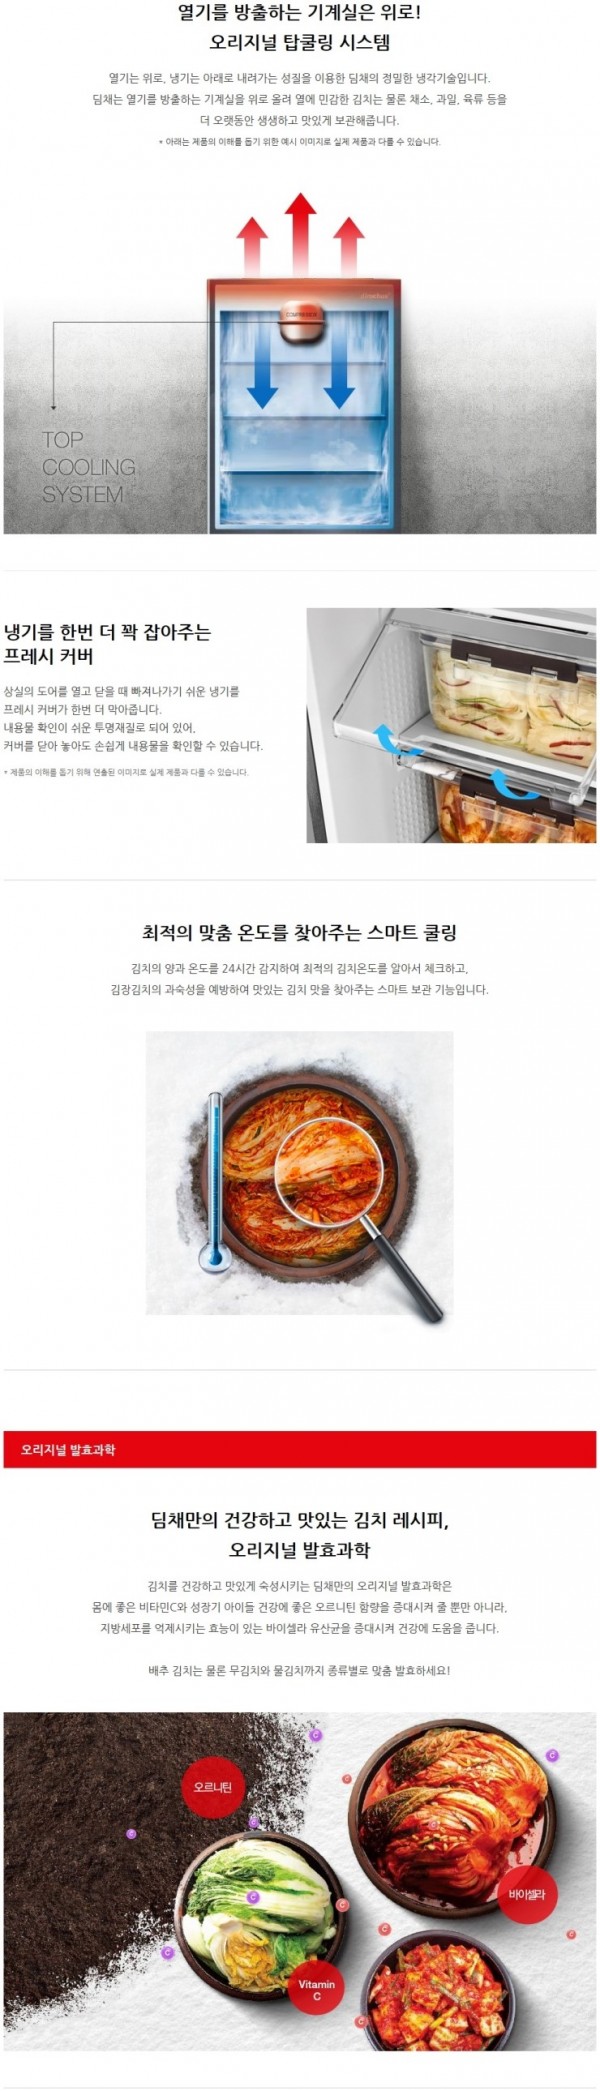 열기를 방출하는 기계실은 위로!
오리지널 탑쿨링 시스템
열기는 위로, 냉기는 아래로 내려가는 성질을 이용한 딤채의 정밀한 냉각기술입니다.
딤채는 열기를 방출하는 기계실을 위로 올려 열에 민감한 김치는 물론 채소, 과일, 육류 등을
더 오랫동안 생생하고 맛있게 보관해줍니다.
* 아래는 제품의 이해를 돕기 위한 예시 이미지로 실제 제품과 다를 수 있습니다.
TOP
COOLING
SYSTEM
냉기를 한번 더 꽉 잡아주는
프레시 커버
상실의 도어를 열고 닫을 때 빠져나가기 쉬운 냉기를
프레시 커버가 한번 더 막아줍니다.
내용물 확인이 쉬운 투명재질로 되어 있어,
커버를 닫아 놓아도 손쉽게 내용물을 확인할 수 있습니다.
* 제품의 이해를 돕기 위해 연출된 이미지로 실제 제품과 다를 수 있습니다.
최적의 맞춤 온도를 찾아주는 스마트 쿨링
김치의 양과 온도를 24시간 감지하여 최적의 김치온도를 알아서 체크하고,
김장김치의 과숙성을 예방하여 맛있는 김치 맛을 찾아주는 스마트 보관 기능입니다.
오리지널 발효과학
딤채만의 건강하고 맛있는 김치 레시피,
오리지널 발효과학
김치를 건강하고 맛있게 숙성시키는 딤채만의 오리지널 발효과학은
몸에 좋은 비타민C와 성장기 아이들 건강에 좋은 오르니틴 함량을 증대시켜 줄 뿐만 아니라,
지방세포를 억제시키는 효능이 있는 바이셀라 유산균을 증대시켜 건강에 도움을 줍니다.
배추 김치는 물론 무김치와 물김치까지 종류별로 맞춤 발효하세요!
오르니틴
바이셀라
Vitamin
C